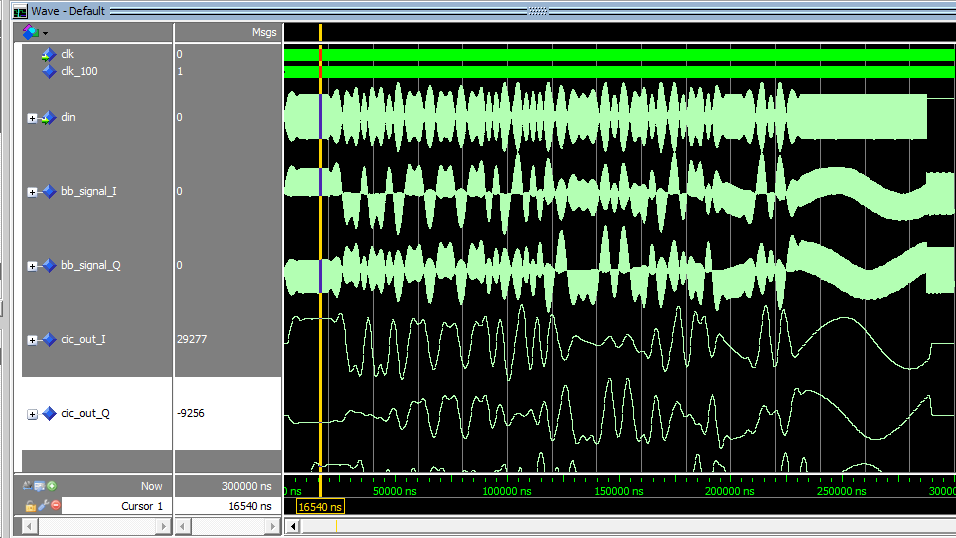 Wave - Default
Msgs
clk 0
clk_100 1
din 0
bb_signal_I 0
bb_signal_Q 0
cic_out_I 29277
cic_out_Q -9256
Now 300000 ns 0 ns 50000 ns 100000 ns 150000 ns 200000 ns 250000 ns 30000
Cursor 1 16540 ns 16540 ns